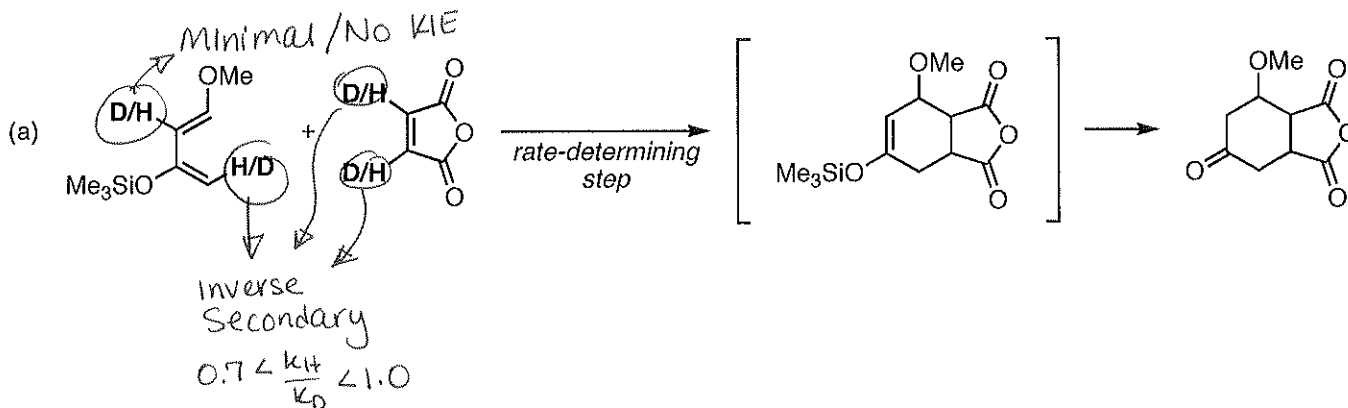 Minimal/No KIE
OMe
D/H
(a)
Me3SiO
H/D
+
D/H
D/H
O
O
O
rate-determining
step
OMe
Me3SiO
O
O
O
OMe
O
O
O
O
Inverse
Secondary
0.7 < kH/kD < 1.0